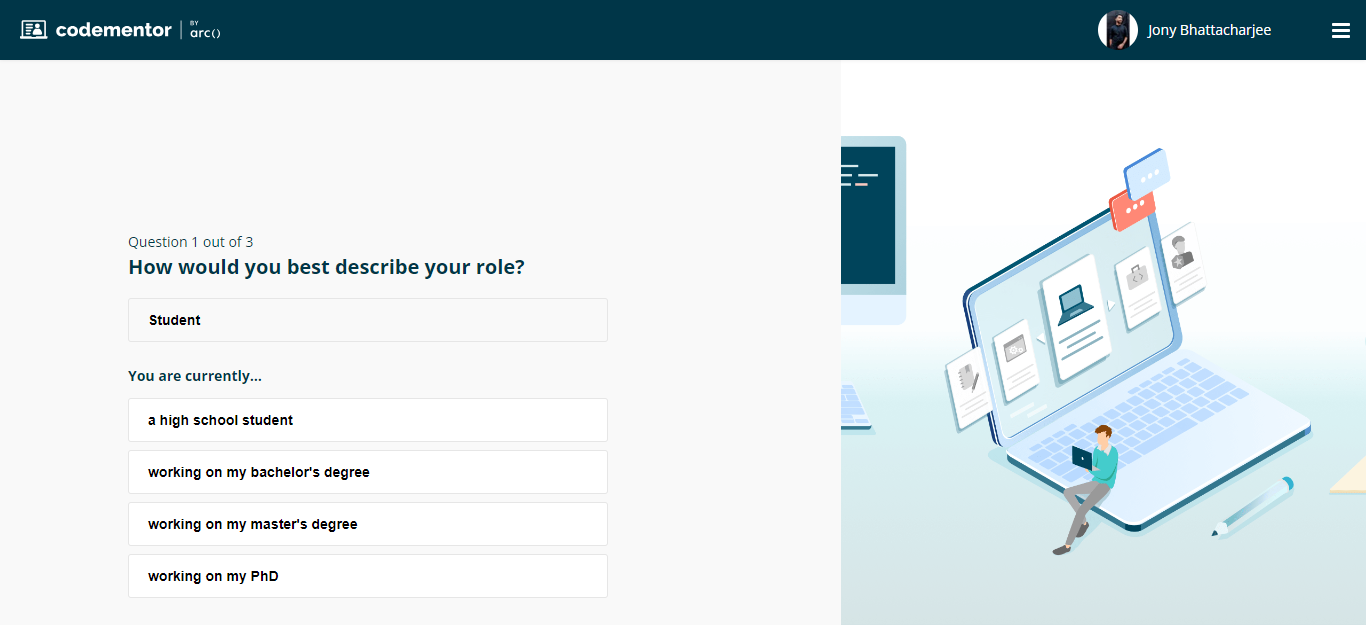 codementor
BY
arc()
Jony Bhattacharjee
Question 1 out of 3
How would you best describe your role?
Student
You are currently...
a high school student
working on my bachelor's degree
working on my master's degree
working on my PhD